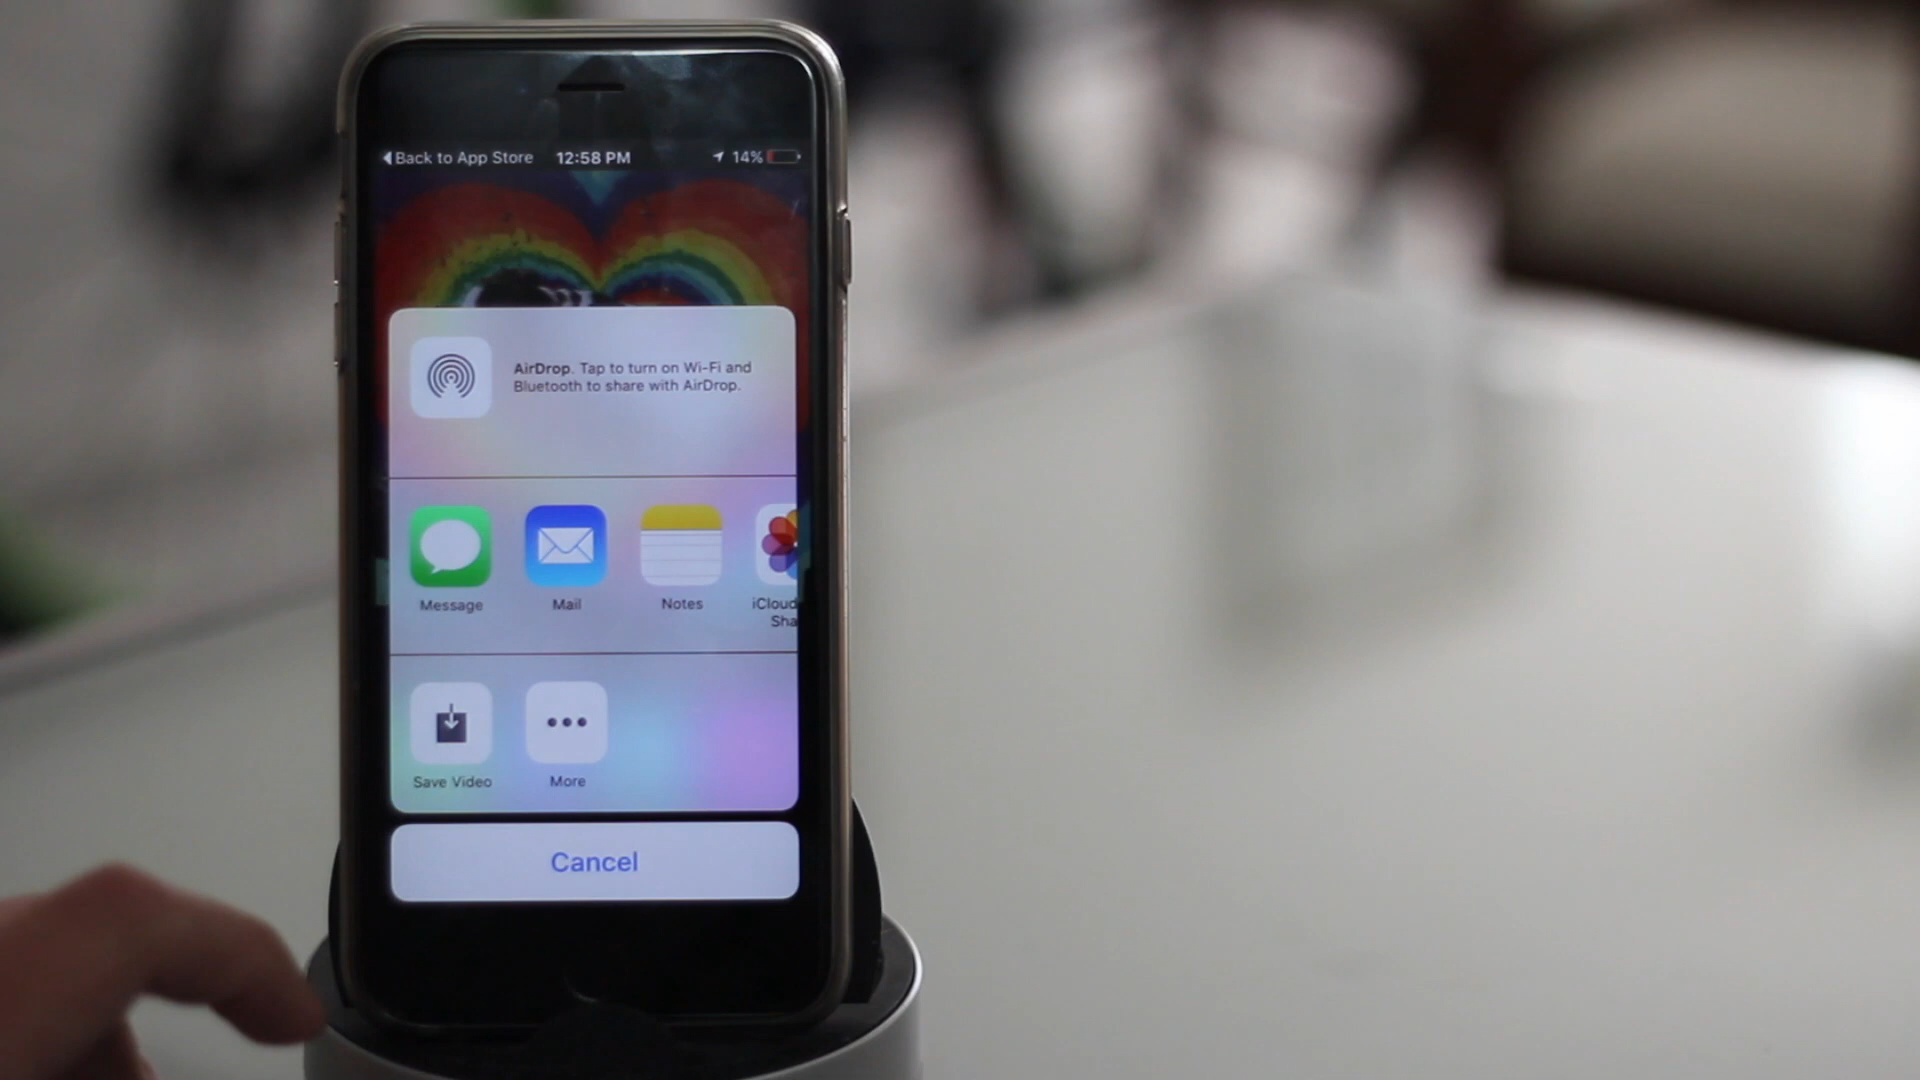 Back to App Store 12:58 PM 14%
AirDrop. Tap to turn on Wi-Fi and
Bluetooth to share with AirDrop.
Message Mail Notes iCloud
Sha
Save Video More
Cancel